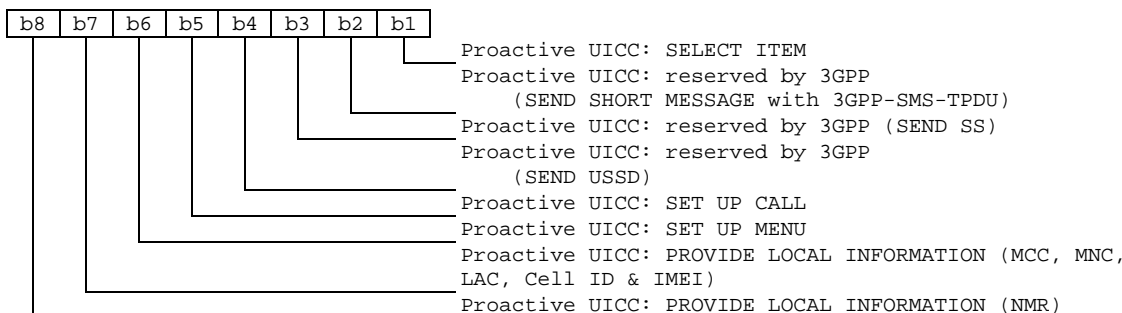 b8 b7 b6 b5 b4 b3 b2 b1
Proactive UICC: SELECT ITEM
Proactive UICC: reserved by 3GPP
(SEND SHORT MESSAGE with 3GPP-SMS-TPDU)
Proactive UICC: reserved by 3GPP (SEND SS)
Proactive UICC: reserved by 3GPP
(SEND USSD)
Proactive UICC: SET UP CALL
Proactive UICC: SET UP MENU
Proactive UICC: PROVIDE LOCAL INFORMATION (MCC, MNC,
LAC, Cell ID & IMEI)
Proactive UICC: PROVIDE LOCAL INFORMATION (NMR)